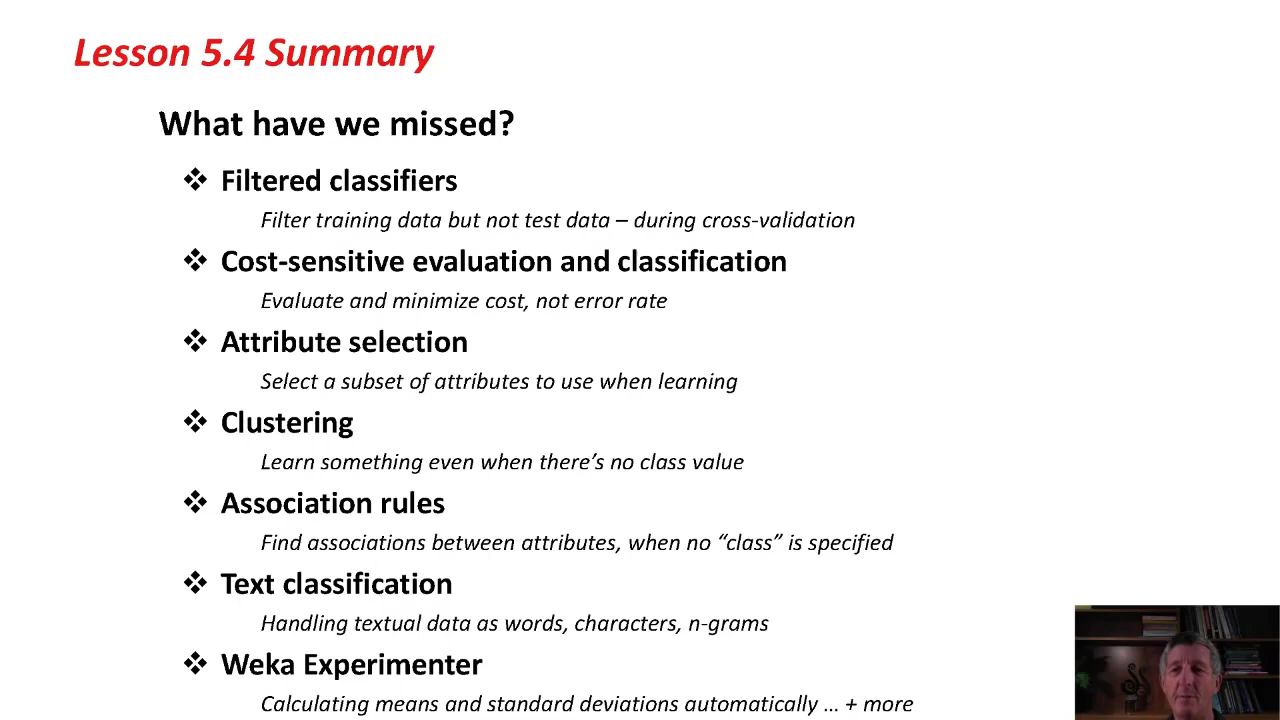 Lesson 5.4 Summary
What have we missed?
❖ Filtered classifiers
Filter training data but not test data – during cross-validation
❖ Cost-sensitive evaluation and classification
Evaluate and minimize cost, not error rate
❖ Attribute selection
Select a subset of attributes to use when learning
❖ Clustering
Learn something even when there’s no class value
❖ Association rules
Find associations between attributes, when no “class” is specified
❖ Text classification
Handling textual data as words, characters, n-grams
❖ Weka Experimenter
Calculating means and standard deviations automatically … + more